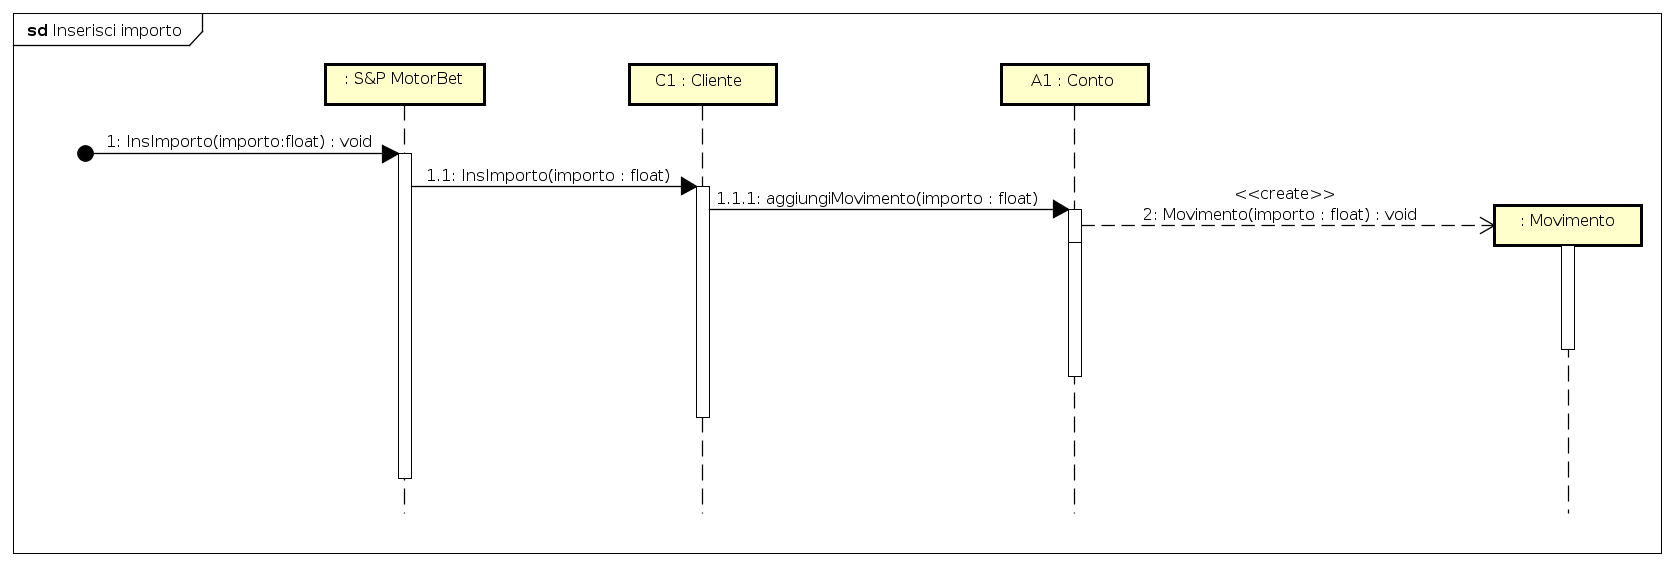 sd Inserisci importo
: S&P MotorBet
C1 : Cliente
A1 : Conto
1: InsImporto(importo:float) : void
1.1: InsImporto(importo : float)
1.1.1: aggiungiMovimento(importo : float)
<<create>>
2: Movimento(importo : float) : void
: Movimento